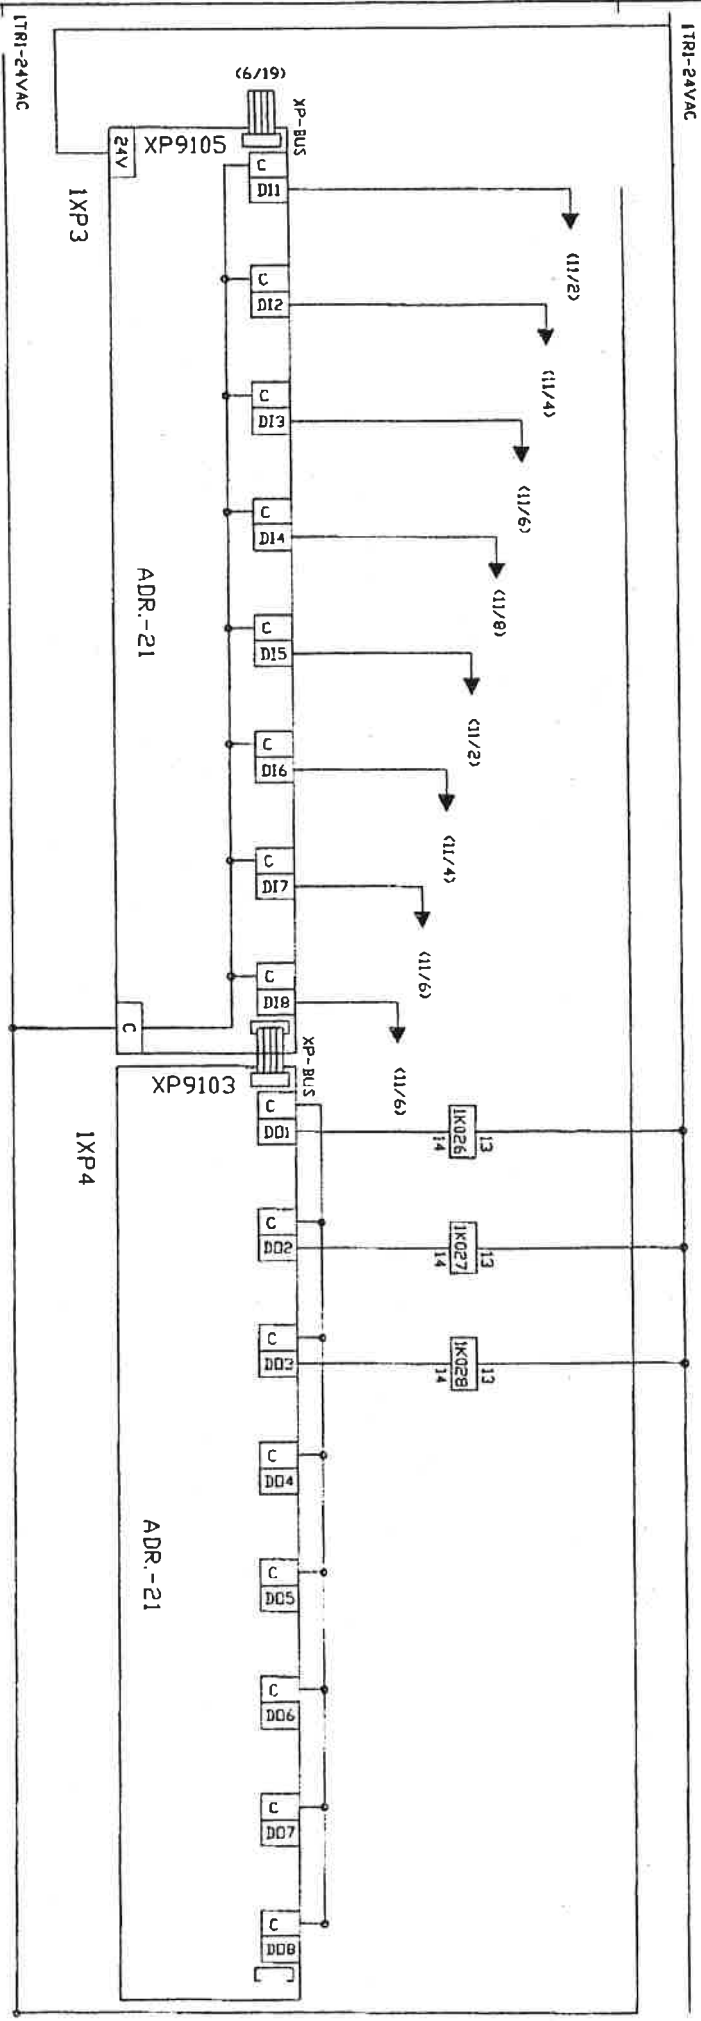 1TR1-24VAC
1TR1-24VAC
(6/19)
XP-BUS
XP9105
24V
1XP3
ADR.-21
C
DI1
(11/2)
C
DI2
(11/4)
C
DI3
(11/6)
C
DI4
(11/8)
C
DI5
(11/2)
C
DI6
(11/4)
C
DI7
(11/6)
C
DI8
(11/6)
C
XP-BUS
XP9103
1XP4
ADR.-21
C
DO1
14
1K026
13
C
DO2
14
1K027
13
C
DO3
14
1K028
13
C
DO4
C
DO5
C
DO6
C
DO7
C
DO8